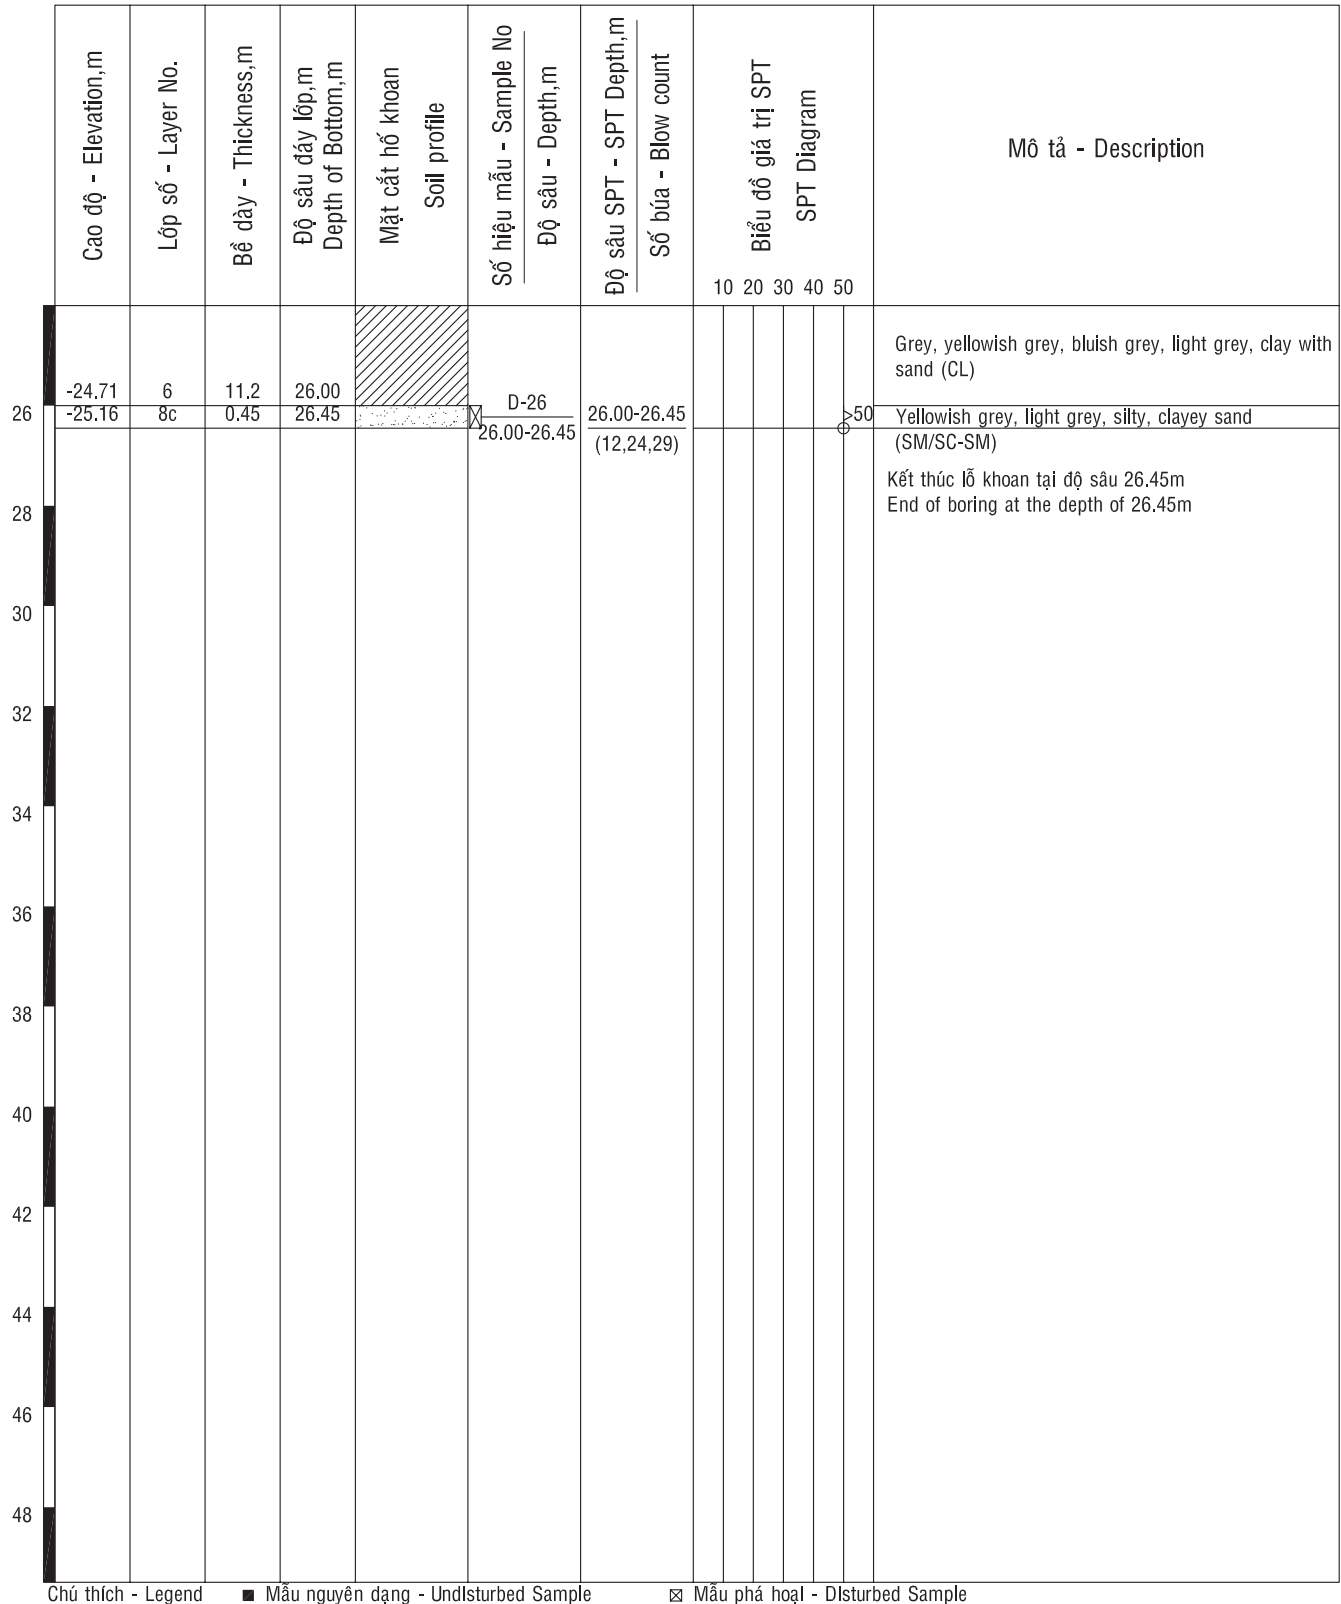 Cao độ - Elevation,m
Lớp số - Layer No.
Bề dày - Thickness,m
Độ sâu đáy lớp,m
Depth of Bottom,m
Mặt cắt hố khoan
Soil profile
Số hiệu mẫu - Sample No
Độ sâu - Depth,m
Độ sâu SPT - SPT Depth,m
Số búa - Blow count
Biểu đồ giá trị SPT
SPT Diagram
10 20 30 40 50
Mô tả - Description
Grey, yellowish grey, bluish grey, light grey, clay with
sand (CL)
-24.71 6 11.2 26.00
26 -25.16 8c 0.45 26.45
D-26
26.00-26.45
26.00-26.45
(12,24,29)
>50
Yellowish grey, light grey, silty, clayey sand
(SM/SC-SM)
Kết thúc lỗ khoan tại độ sâu 26.45m
End of boring at the depth of 26.45m
28
30
32
34
36
38
40
42
44
46
48
Chú thích - Legend Mẫu nguyên dạng - Undisturbed Sample Mẫu phá hoại - Disturbed Sample